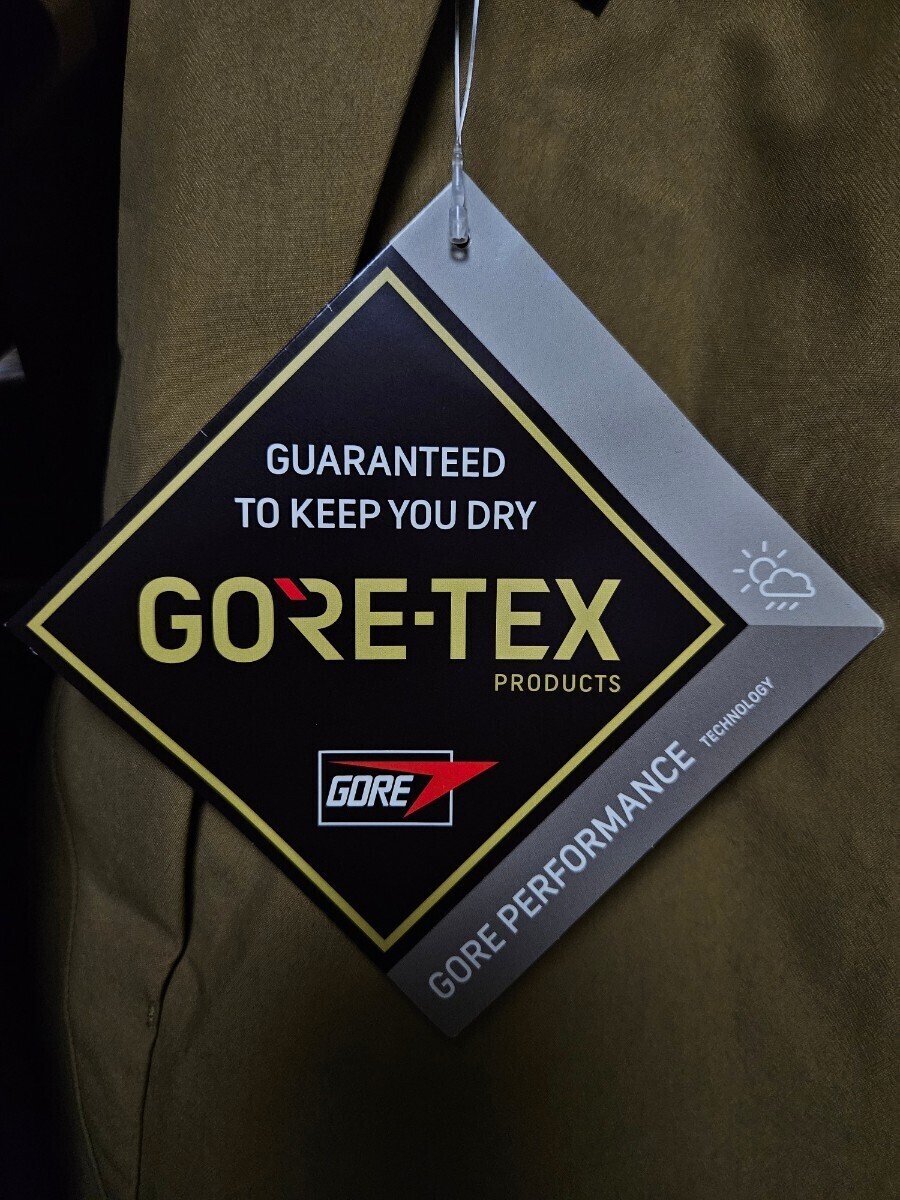 GUARANTEED
TO KEEP YOU DRY
GORE-TEX
PRODUCTS
GORE
GORE PERFORMANCE TECHNOLOGY